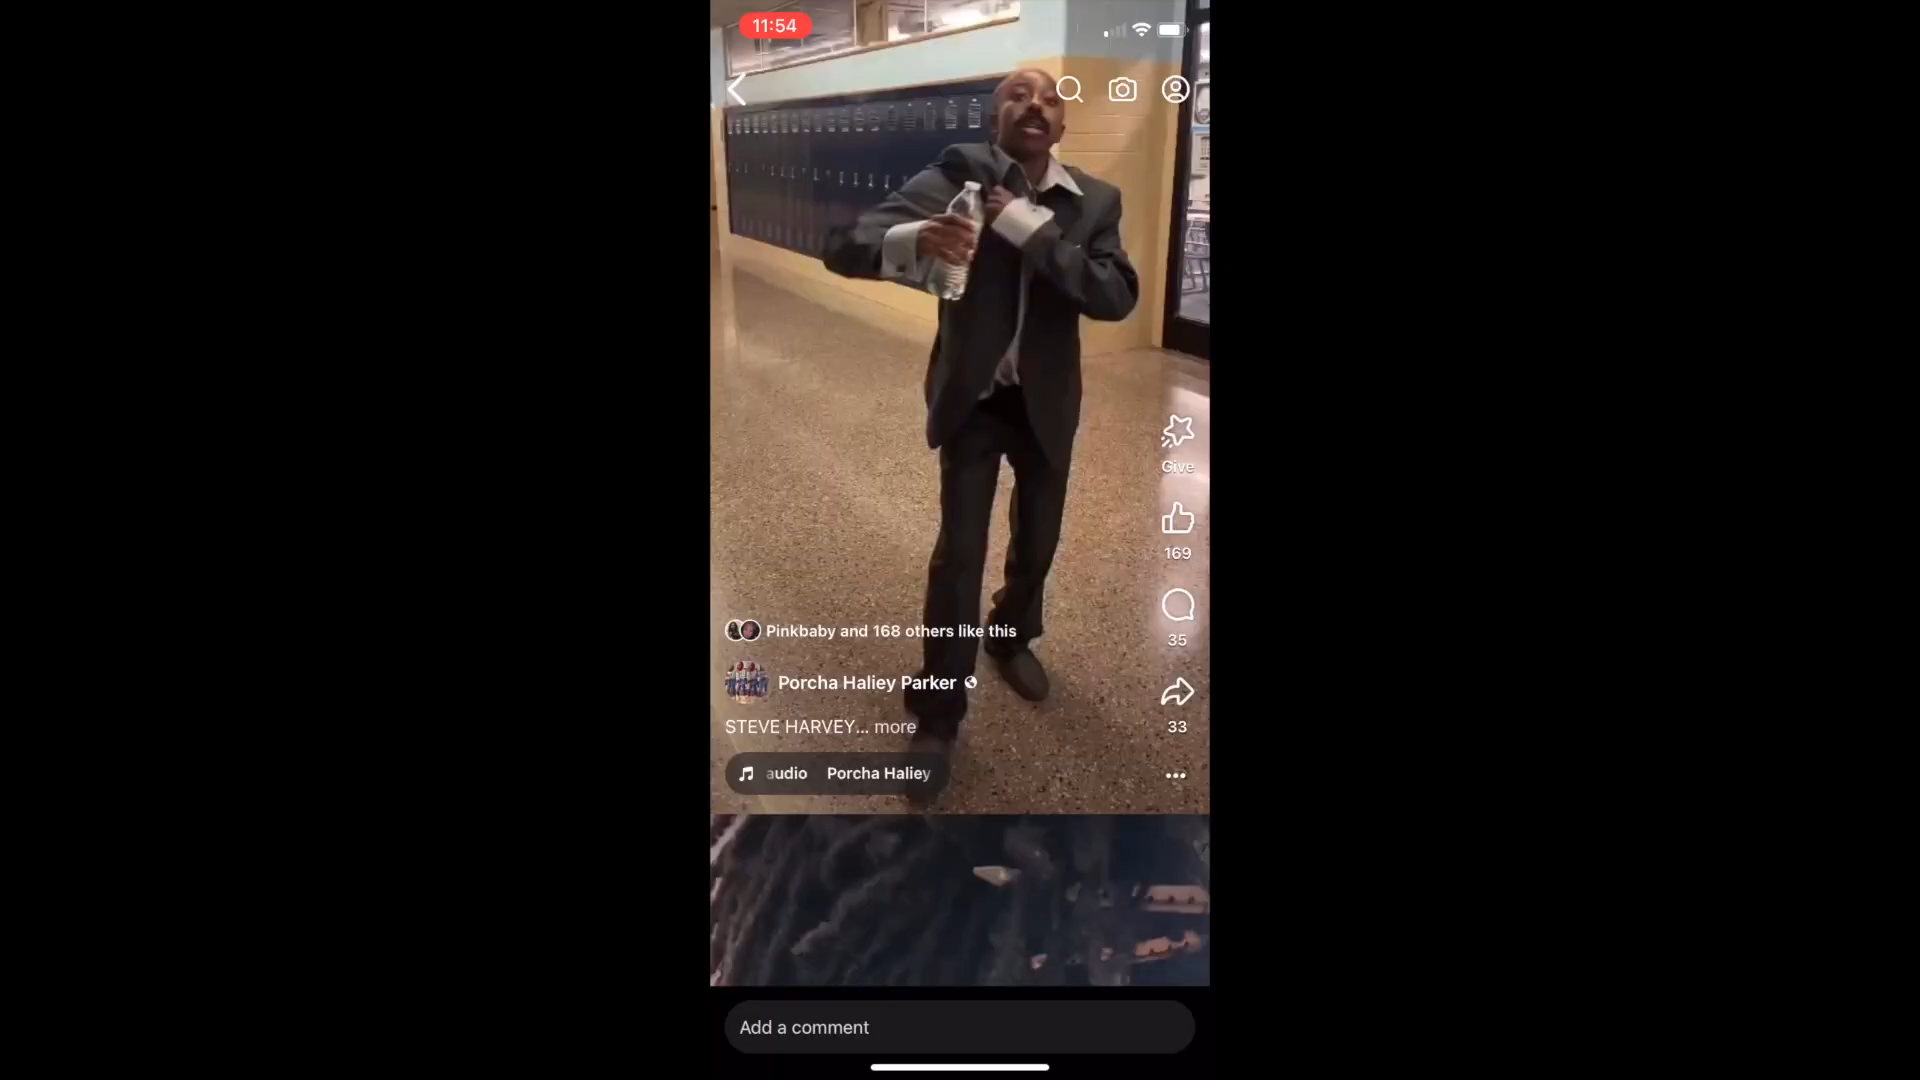 11:54
Give
169
Pinkbaby and 168 others like this
35
Porcha Haliey Parker
STEVE HARVEY... more
33
audio Porcha Haliey
Add a comment